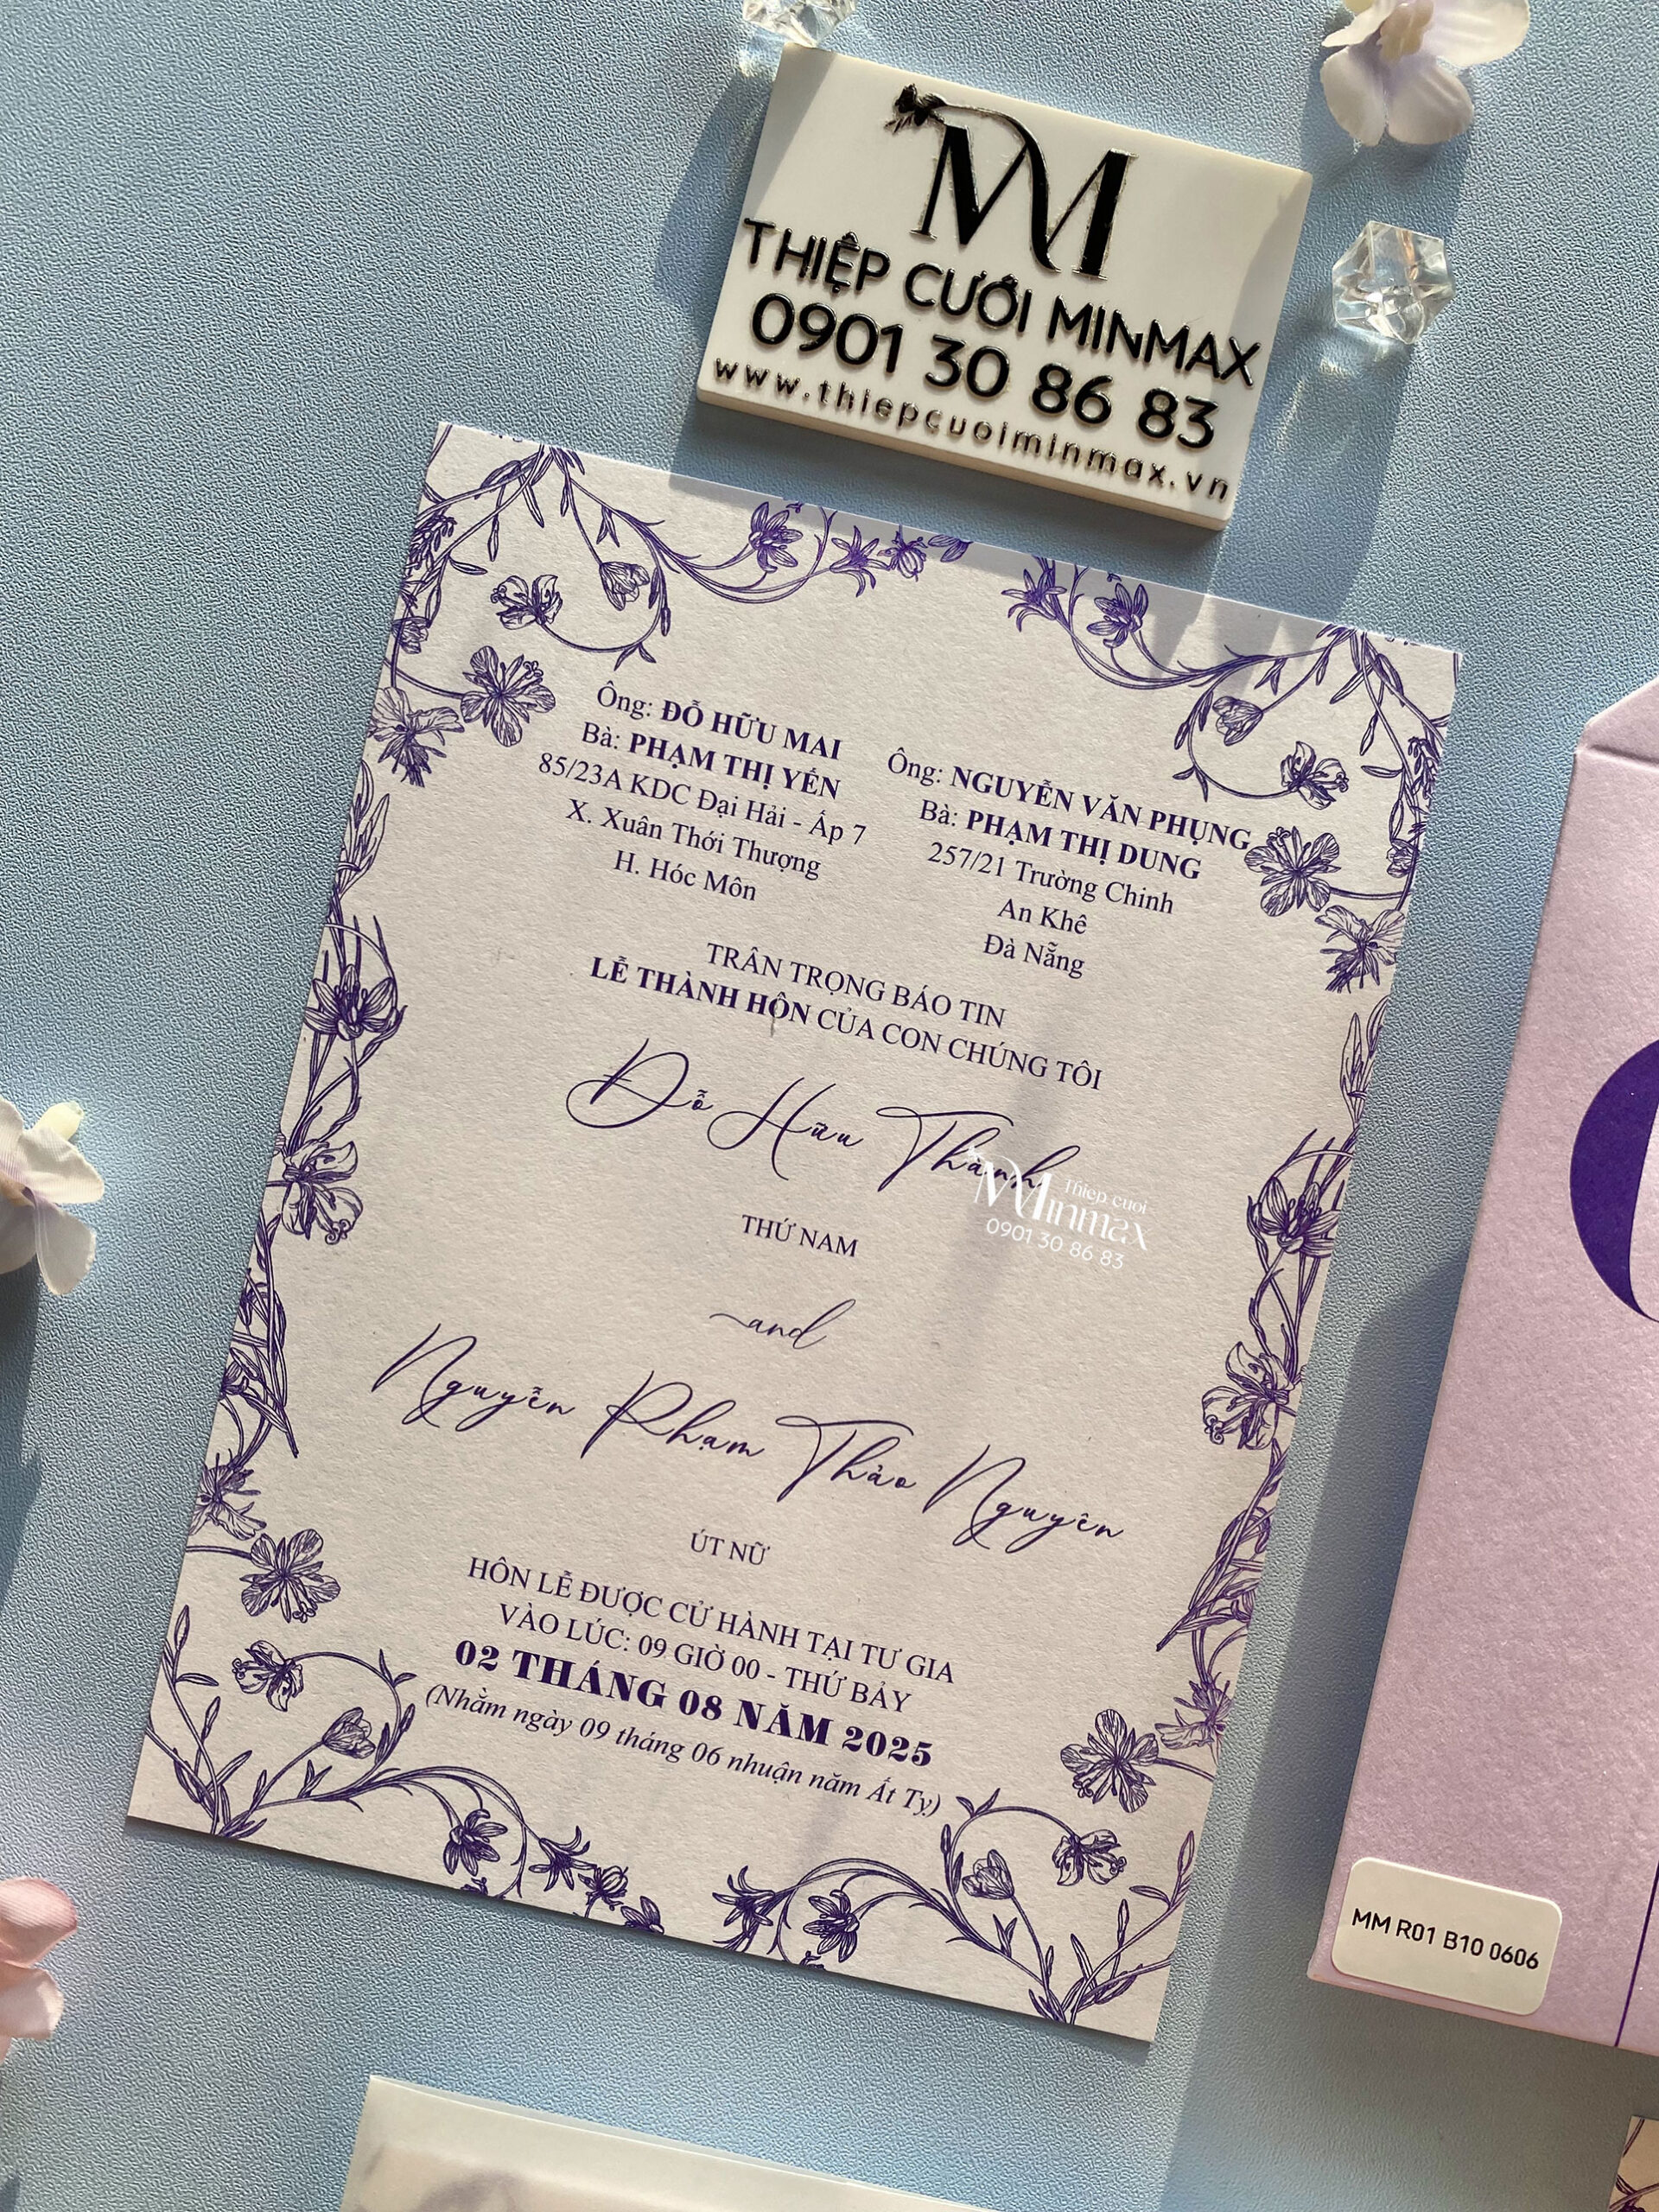 THIỆP CƯỚI MINMAX
0901 30 86 83
www.thiepcuoiminmax.vn
Ông: ĐỖ HỮU MAI
Bà: PHẠM THỊ YẾN
85/23A KDC Đại Hải - Ấp 7
X. Xuân Thới Thượng
H. Hóc Môn
Ông: NGUYỄN VĂN PHỤNG
Bà: PHẠM THỊ DUNG
257/21 Trường Chinh
An Khê
Đà Nẵng
TRÂN TRỌNG BÁO TIN
LỄ THÀNH HÔN CỦA CON CHÚNG TÔI
Đỗ Hữu Thành
Thiep cuoi
Minmax
0901 30 86 83
THỨ NAM
and
Nguyễn Phạm Thảo Nguyên
ÚT NỮ
HÔN LỄ ĐƯỢC CỬ HÀNH TẠI TƯ GIA
VÀO LÚC: 09 GIỜ 00 - THỨ BẢY
02 THÁNG 08 NĂM 2025
(Nhằm ngày 09 tháng 06 nhuận năm Ất Tỵ)
MM R01 B10 0606